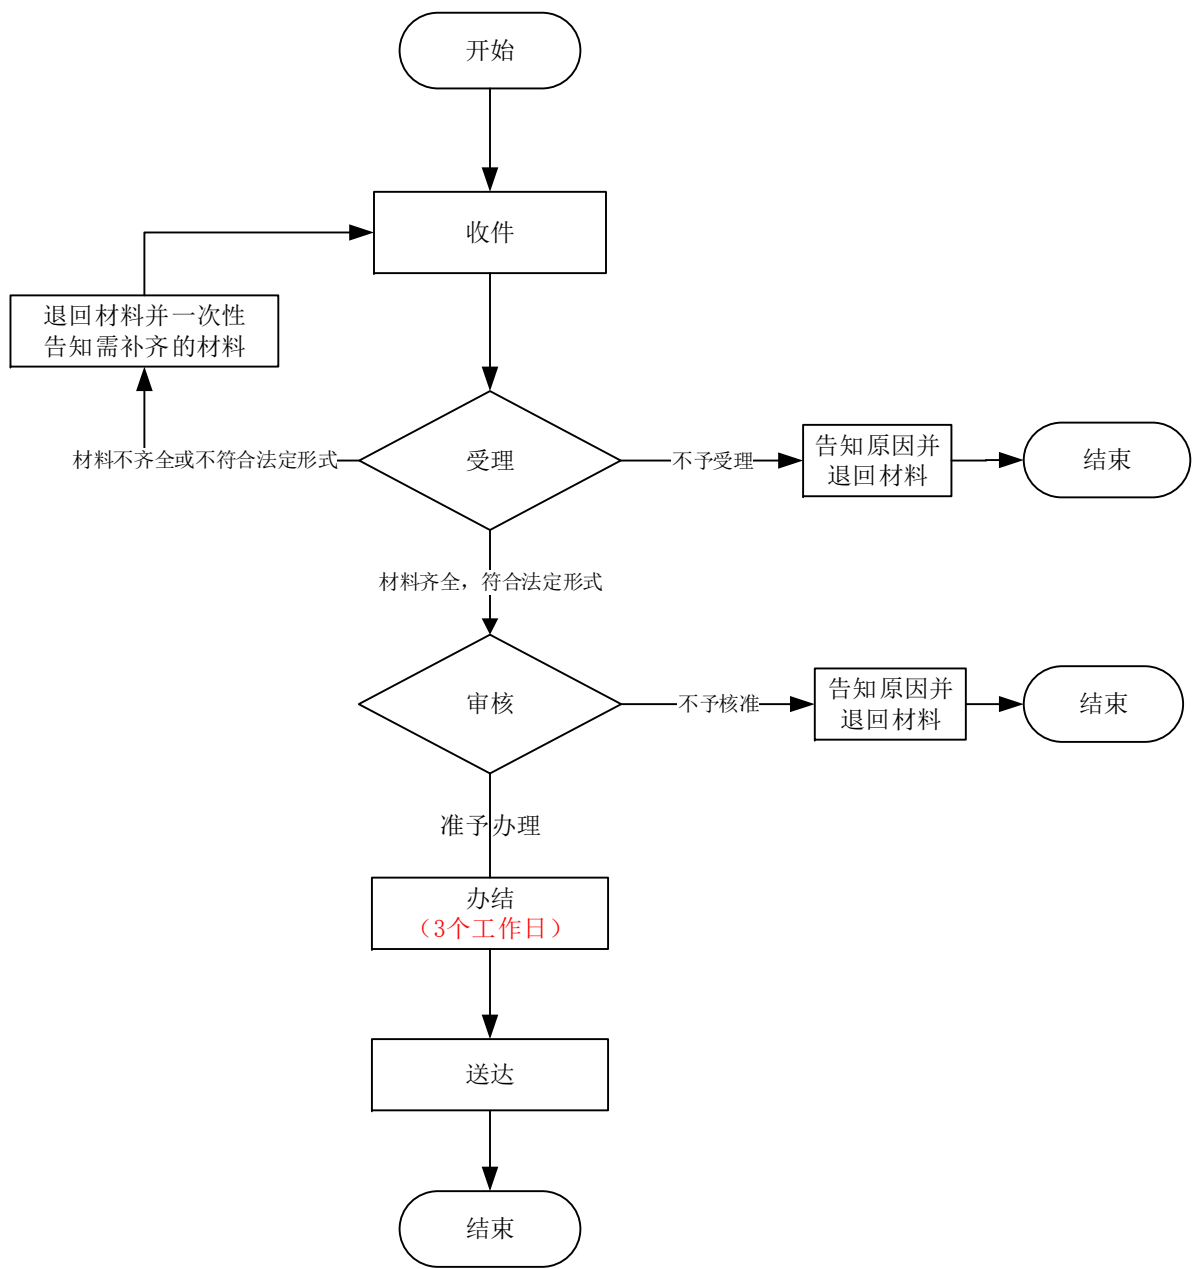 开始
收件
退回材料并一次性
告知需补齐的材料
材料不齐全或不符合法定形式
受理
不予受理
告知原因并
退回材料
结束
材料齐全，符合法定形式
审核
不予核准
告知原因并
退回材料
结束
准予办理
办结
（3个工作日）
送达
结束